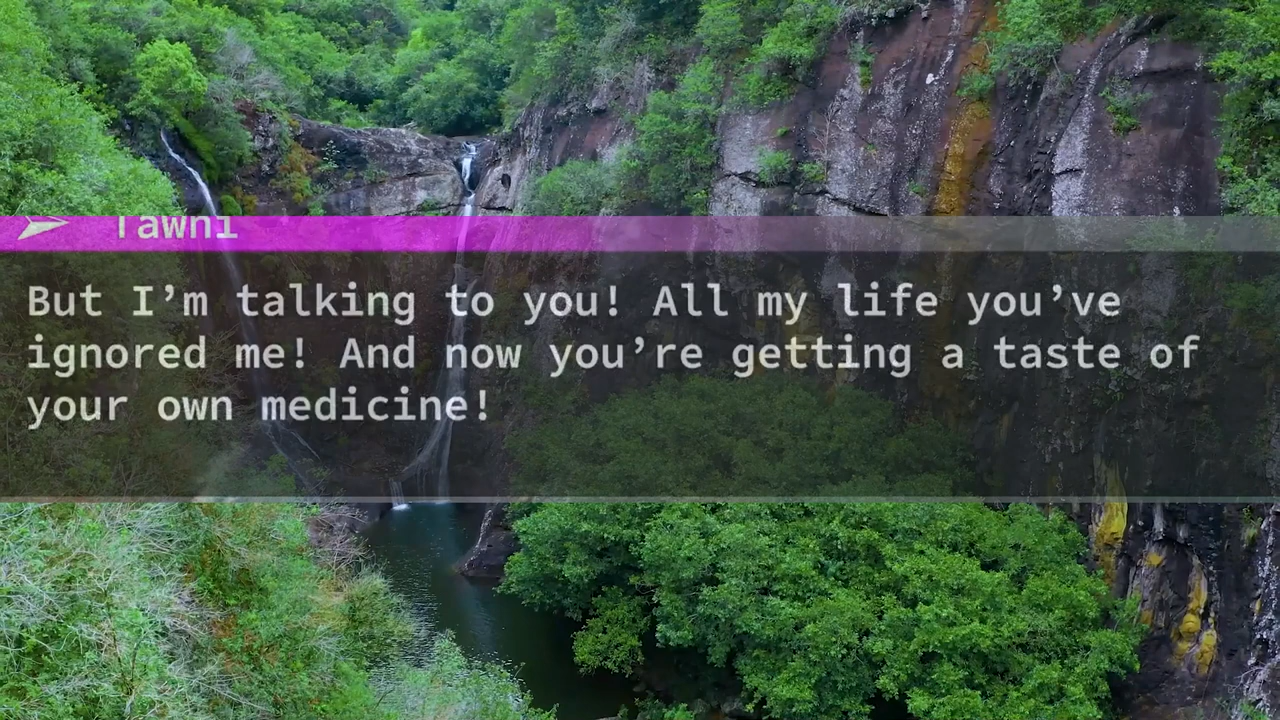 Tawni
But I’m talking to you! All my life you’ve
ignored me! And now you’re getting a taste of
your own medicine!